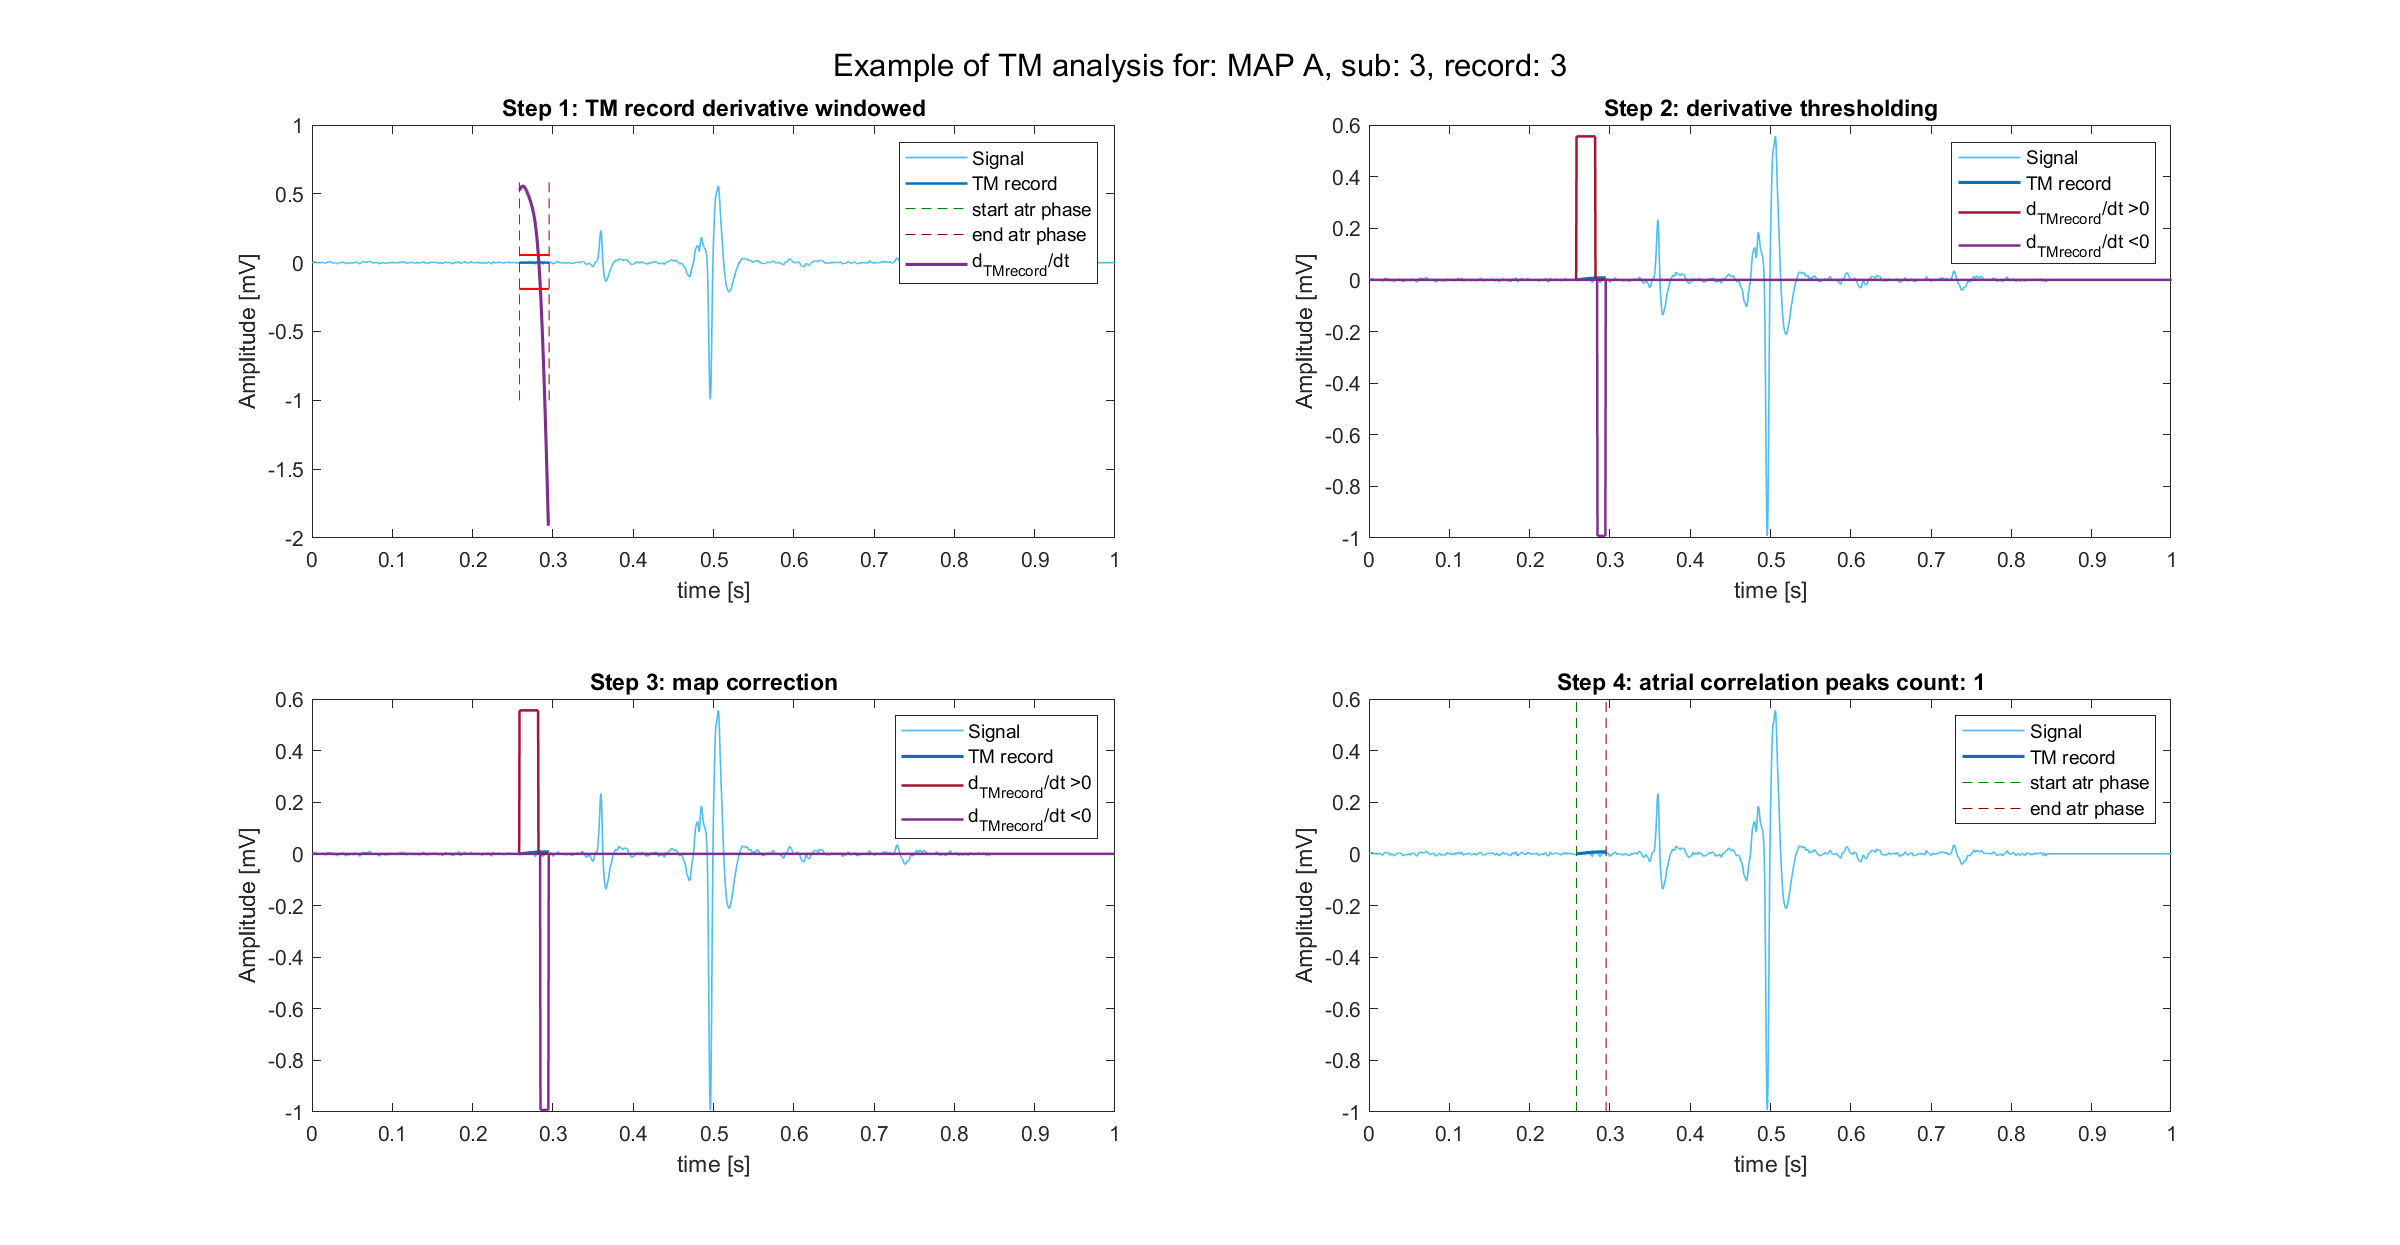 Example of TM analysis for: MAP A, sub: 3, record: 3
Step 1: TM record derivative windowed
1
0.5
0
-0.5
-1
-1.5
-2
Amplitude [mV]
0 0.1 0.2 0.3 0.4 0.5 0.6 0.7 0.8 0.9 1
time [s]
Signal
TM record
start atr phase
end atr phase
dTMrecord/dt
Step 2: derivative thresholding
0.6
0.4
0.2
0
-0.2
-0.4
-0.6
-0.8
-1
Amplitude [mV]
0 0.1 0.2 0.3 0.4 0.5 0.6 0.7 0.8 0.9 1
time [s]
Signal
TM record
dTMrecord/dt >0
dTMrecord/dt <0
Step 3: map correction
0.6
0.4
0.2
0
-0.2
-0.4
-0.6
-0.8
-1
Amplitude [mV]
0 0.1 0.2 0.3 0.4 0.5 0.6 0.7 0.8 0.9 1
time [s]
Signal
TM record
dTMrecord/dt >0
dTMrecord/dt <0
Step 4: atrial correlation peaks count: 1
0.6
0.4
0.2
0
-0.2
-0.4
-0.6
-0.8
-1
Amplitude [mV]
0 0.1 0.2 0.3 0.4 0.5 0.6 0.7 0.8 0.9 1
time [s]
Signal
TM record
start atr phase
end atr phase